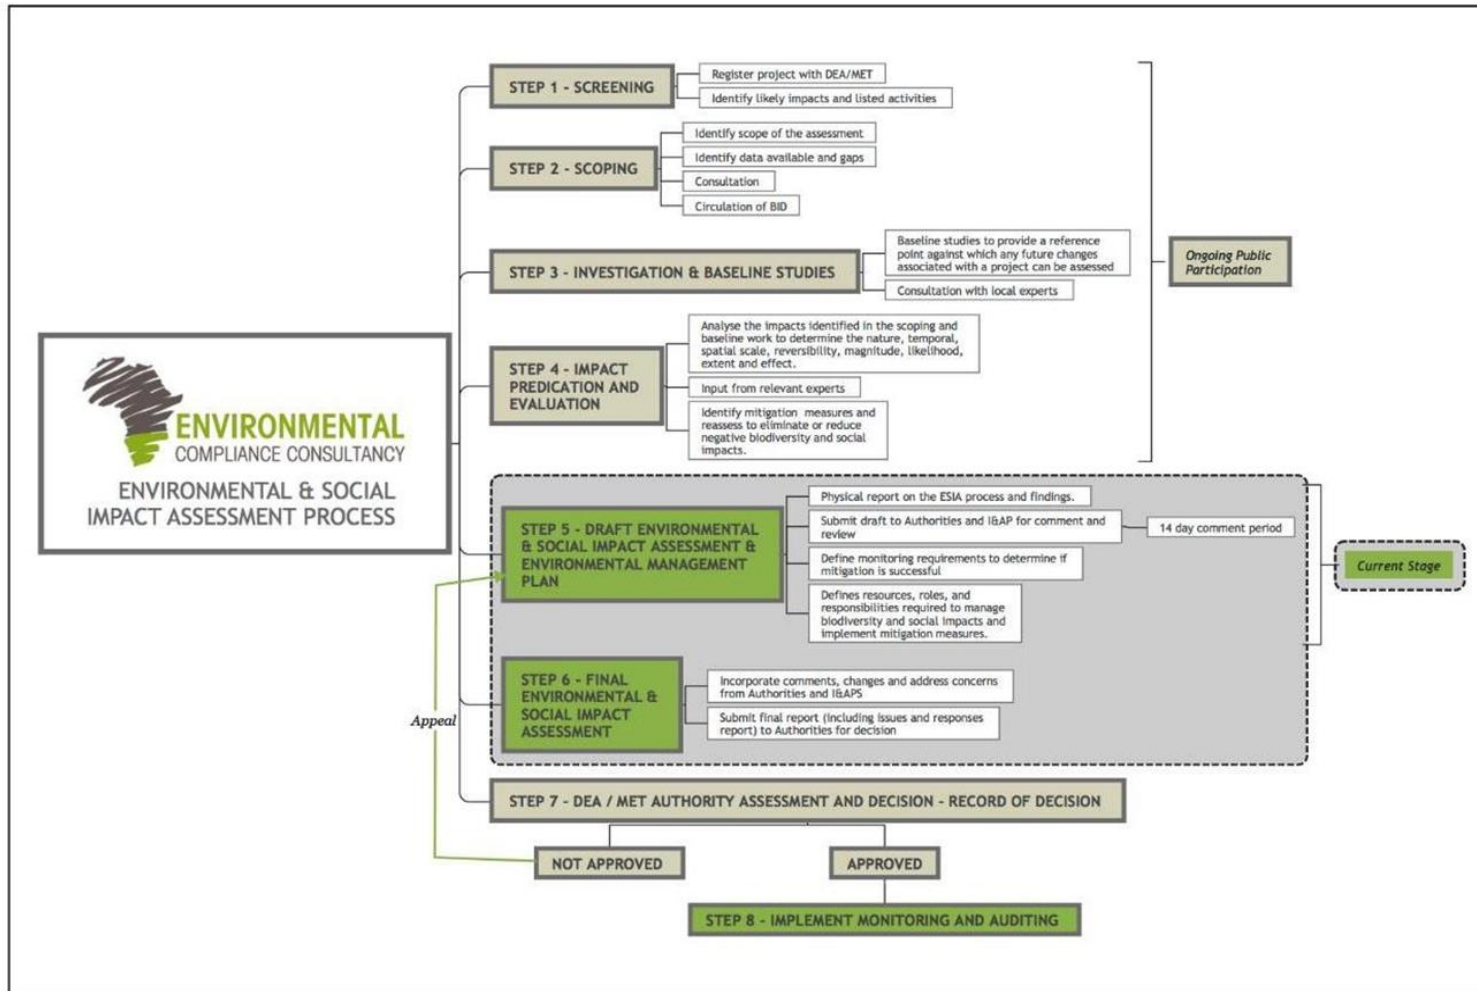 STEP 1 - SCREENING
Register project with DEA/MET
Identify likely impacts and listed activities
STEP 2 - SCOPING
Identify scope of the assessment
Identify data available and gaps
Consultation
Circulation of BID
STEP 3 - INVESTIGATION & BASELINE STUDIES
Baseline studies to provide a reference
point against which any future changes
associated with a project can be assessed
Consultation with local experts
Ongoing Public
Participation
STEP 4 - IMPACT
PREDICATION AND
EVALUATION
Analyse the impacts identified in the scoping and
baseline work to determine the nature, temporal,
spatial scale, reversibility, magnitude, likelihood,
extent and effect.
Input from relevant experts
Identify mitigation measures and
reassess to eliminate or reduce
negative biodiversity and social
impacts.
ENVIRONMENTAL
COMPLIANCE CONSULTANCY
ENVIRONMENTAL & SOCIAL
IMPACT ASSESSMENT PROCESS
STEP 5 - DRAFT ENVIRONMENTAL
& SOCIAL IMPACT ASSESSMENT &
ENVIRONMENTAL MANAGEMENT
PLAN
Physical report on the ESIA process and findings.
Submit draft to Authorities and I&AP for comment and
review
14 day comment period
Define monitoring requirements to determine if
mitigation is successful
Defines resources, roles, and
responsibilities required to manage
biodiversity and social impacts and
implement mitigation measures.
Current Stage
STEP 6 - FINAL
ENVIRONMENTAL &
SOCIAL IMPACT
ASSESSMENT
Incorporate comments, changes and address concerns
from Authorities and I&APS
Submit final report (including issues and responses
report) to Authorities for decision
Appeal
STEP 7 - DEA / MET AUTHORITY ASSESSMENT AND DECISION - RECORD OF DECISION
NOT APPROVED
APPROVED
STEP 8 - IMPLEMENT MONITORING AND AUDITING